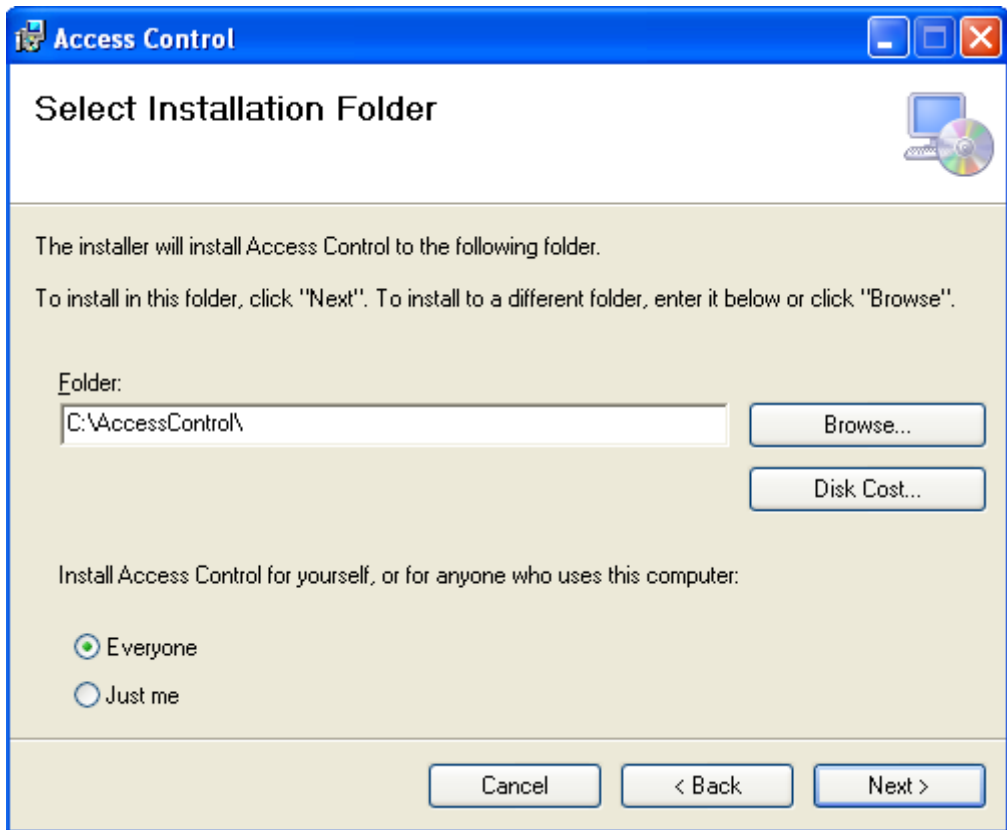 Access Control
Select Installation Folder
The installer will install Access Control to the following folder.
To install in this folder, click "Next". To install to a different folder, enter it below or click "Browse".
Folder:
C:\AccessControl\
Browse...
Disk Cost...
Install Access Control for yourself, or for anyone who uses this computer:
Everyone
Just me
Cancel
< Back
Next >